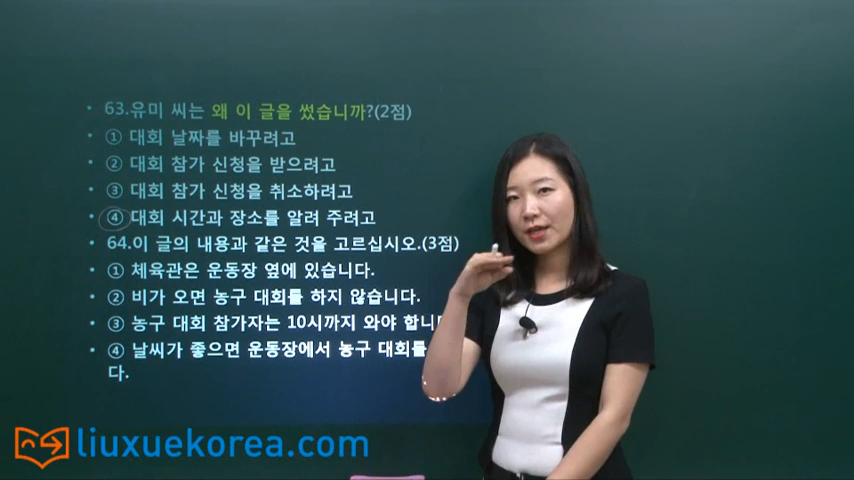 63.유미 씨는 왜 이 글을 썼습니까?(2점)
① 대회 날짜를 바꾸려고
② 대회 참가 신청을 받으려고
③ 대회 참가 신청을 취소하려고
④ 대회 시간과 장소를 알려 주려고
64.이 글의 내용과 같은 것을 고르십시오.(3점)
① 체육관은 운동장 옆에 있습니다.
② 비가 오면 농구 대회를 하지 않습니다.
③ 농구 대회 참가자는 10시까지 와야 합니
④ 날씨가 좋으면 운동장에서 농구 대회를
다.
liuxuekorea.com